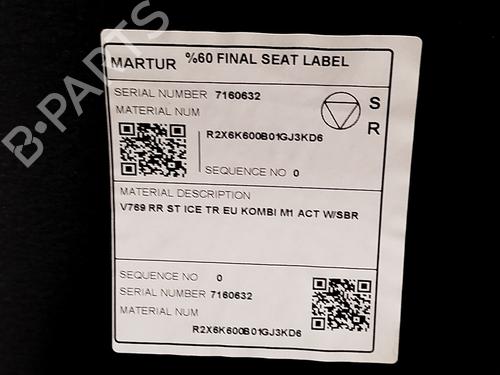 MARTUR %60 FINAL SEAT LABEL
SERIAL NUMBER 7160632
MATERIAL NUM
S
R
R2X6K600B01GJ3KD6
SEQUENCE NO 0
MATERIAL DESCRIPTION
V769 RR ST ICE TR EU KOMBI M1 ACT W/SBR
SEQUENCE NO 0
SERIAL NUMBER 7160632
MATERIAL NUM
R2X6K600B01GJ3KD6
B-PARTS